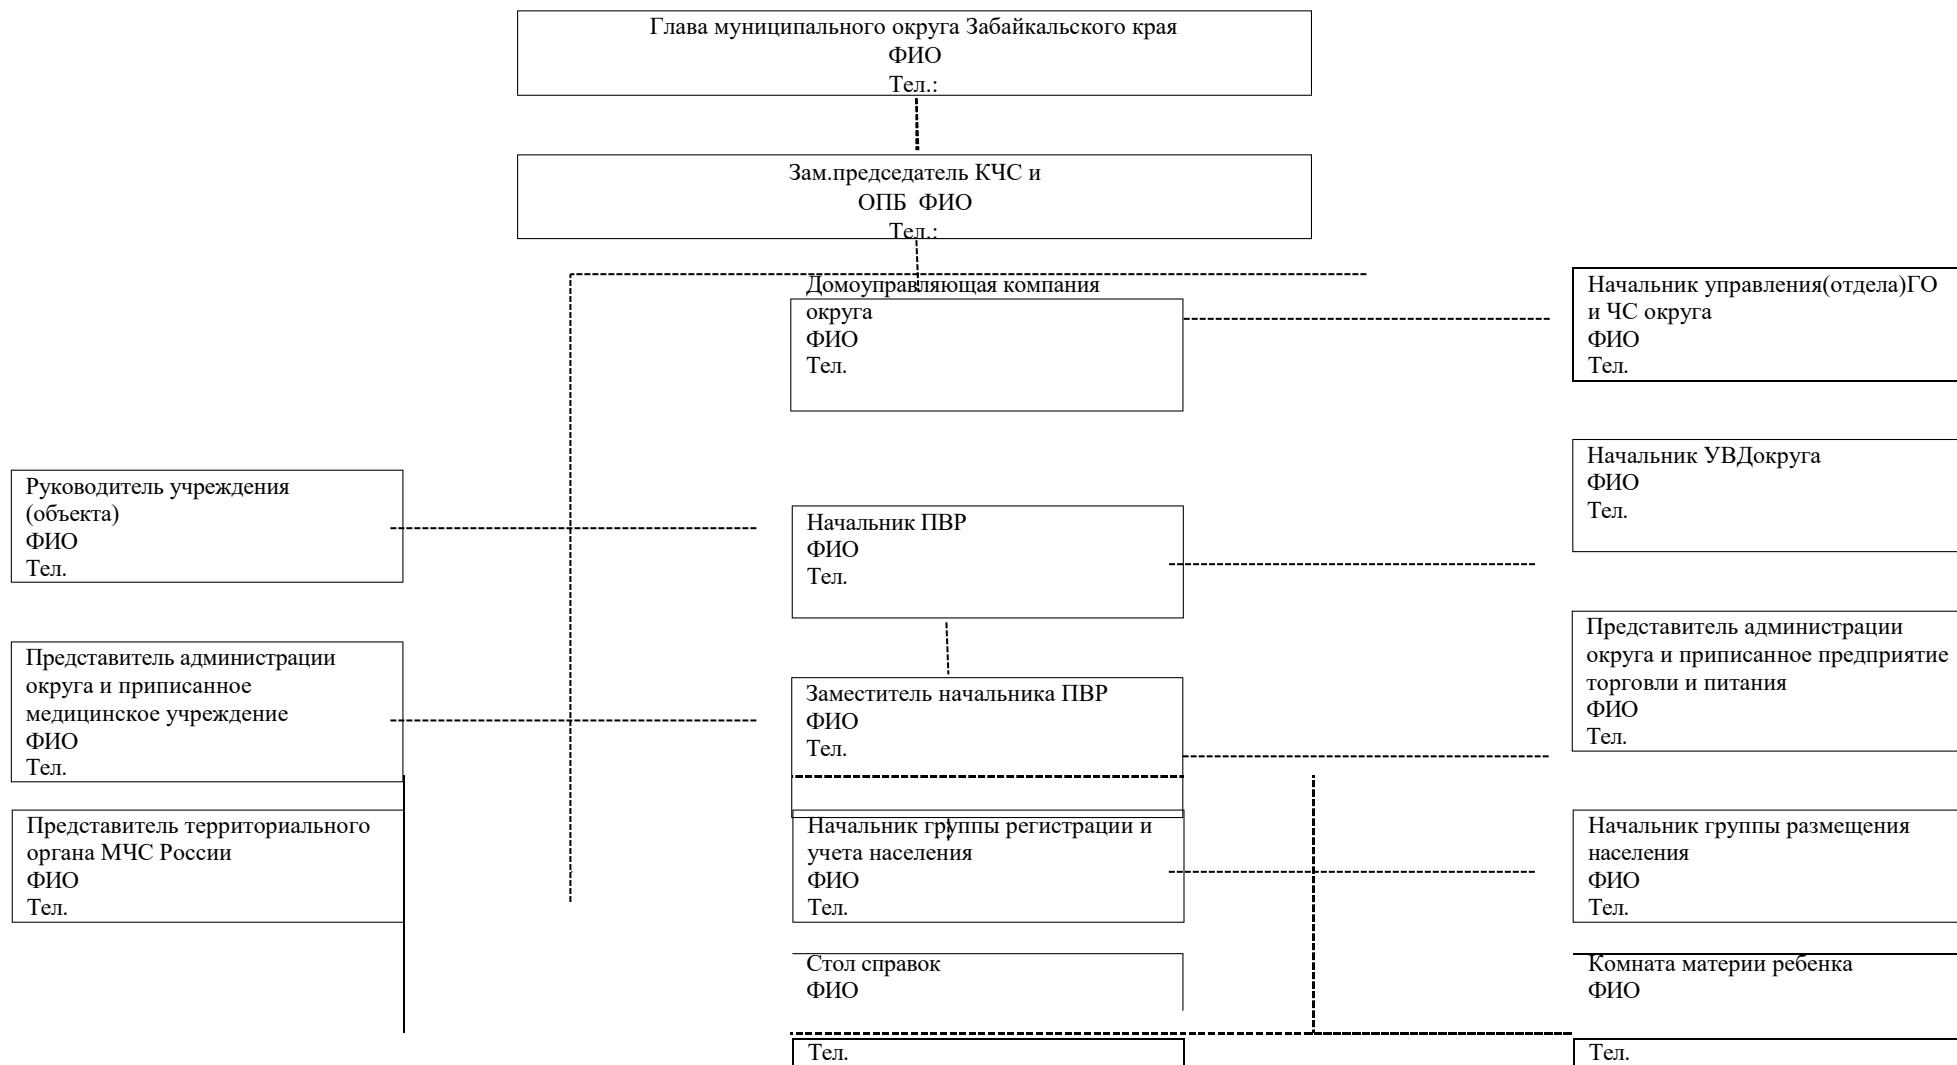 Глава муниципального округа Забайкальского края
ФИО
Тел.:
Зам.председатель КЧС и
ОПБ ФИО
Тел.:
Домоуправляющая компания
округа
ФИО
Тел.
Начальник управления(отдела)ГО
и ЧС округа
ФИО
Тел.
Руководитель учреждения
(объекта)
ФИО
Тел.
Начальник ПВР
ФИО
Тел.
Начальник УВДокруга
ФИО
Тел.
Представитель администрации
округа и приписанное
медицинское учреждение
ФИО
Тел.
Заместитель начальника ПВР
ФИО
Тел.
Представитель администрации
округа и приписанное предприятие
торговли и питания
ФИО
Тел.
Представитель территориального
органа МЧС России
ФИО
Тел.
Начальник группы регистрации и
учета населения
ФИО
Тел.
Начальник группы размещения
населения
ФИО
Тел.
Стол справок
ФИО
Тел.
Комната материи ребенка
ФИО
Тел.